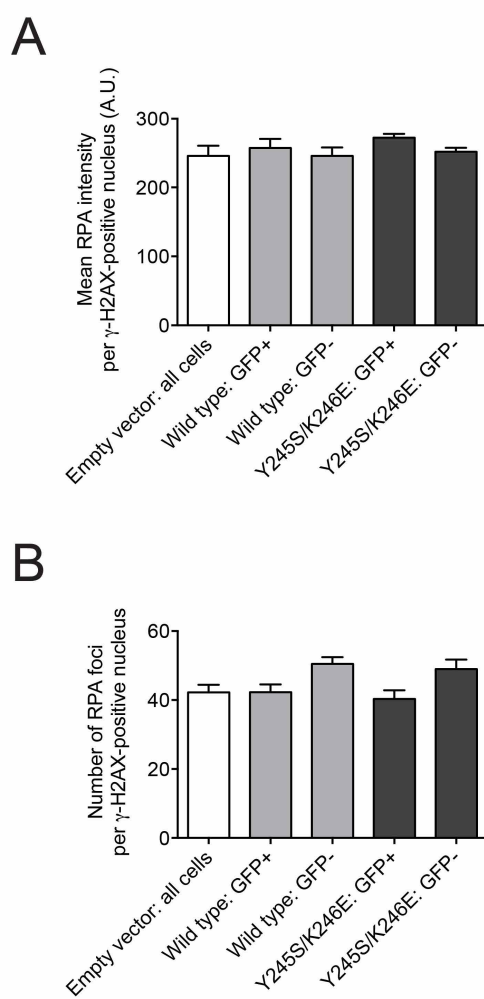 A
Mean RPA intensity
per γ-H2AX-positive nucleus (A.U.)
300
200
100
0
Empty vector: all cells
Wild type: GFP+
Wild type: GFP-
Y245S/K246E: GFP+
Y245S/K246E: GFP-
B
Number of RPA foci
per γ-H2AX-positive nucleus
60
40
20
0
Empty vector: all cells
Wild type: GFP+
Wild type: GFP-
Y245S/K246E: GFP+
Y245S/K246E: GFP-